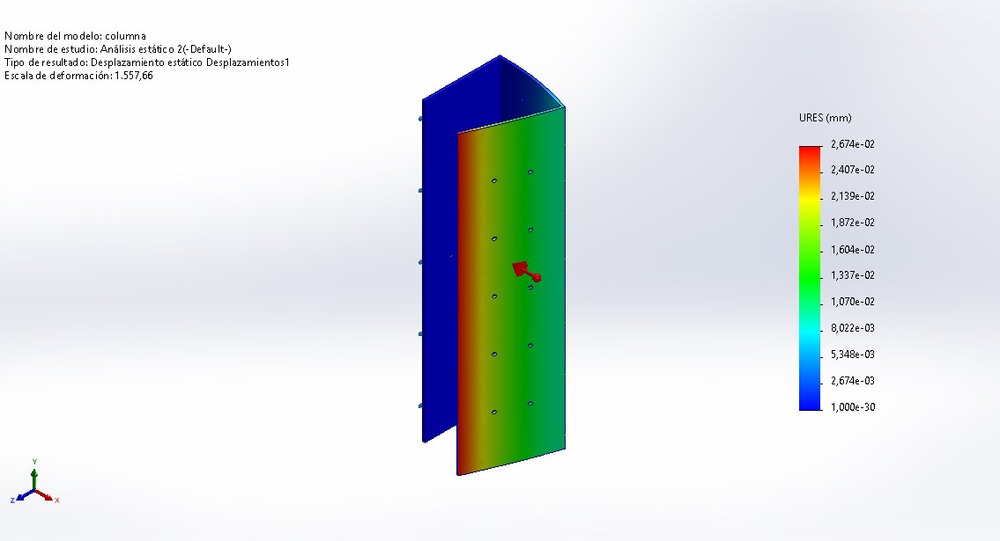 Nombre del modelo: columna
Nombre de estudio: Análisis estático 2(-Default-)
Tipo de resultado: Desplazamiento estático Desplazamientos1
Escala de deformación: 1.557,66
URES (mm)
2,674e-02
2,407e-02
2,139e-02
1,872e-02
1,604e-02
1,337e-02
1,070e-02
8,022e-03
5,348e-03
2,674e-03
1,000e-30
Y
Z
X